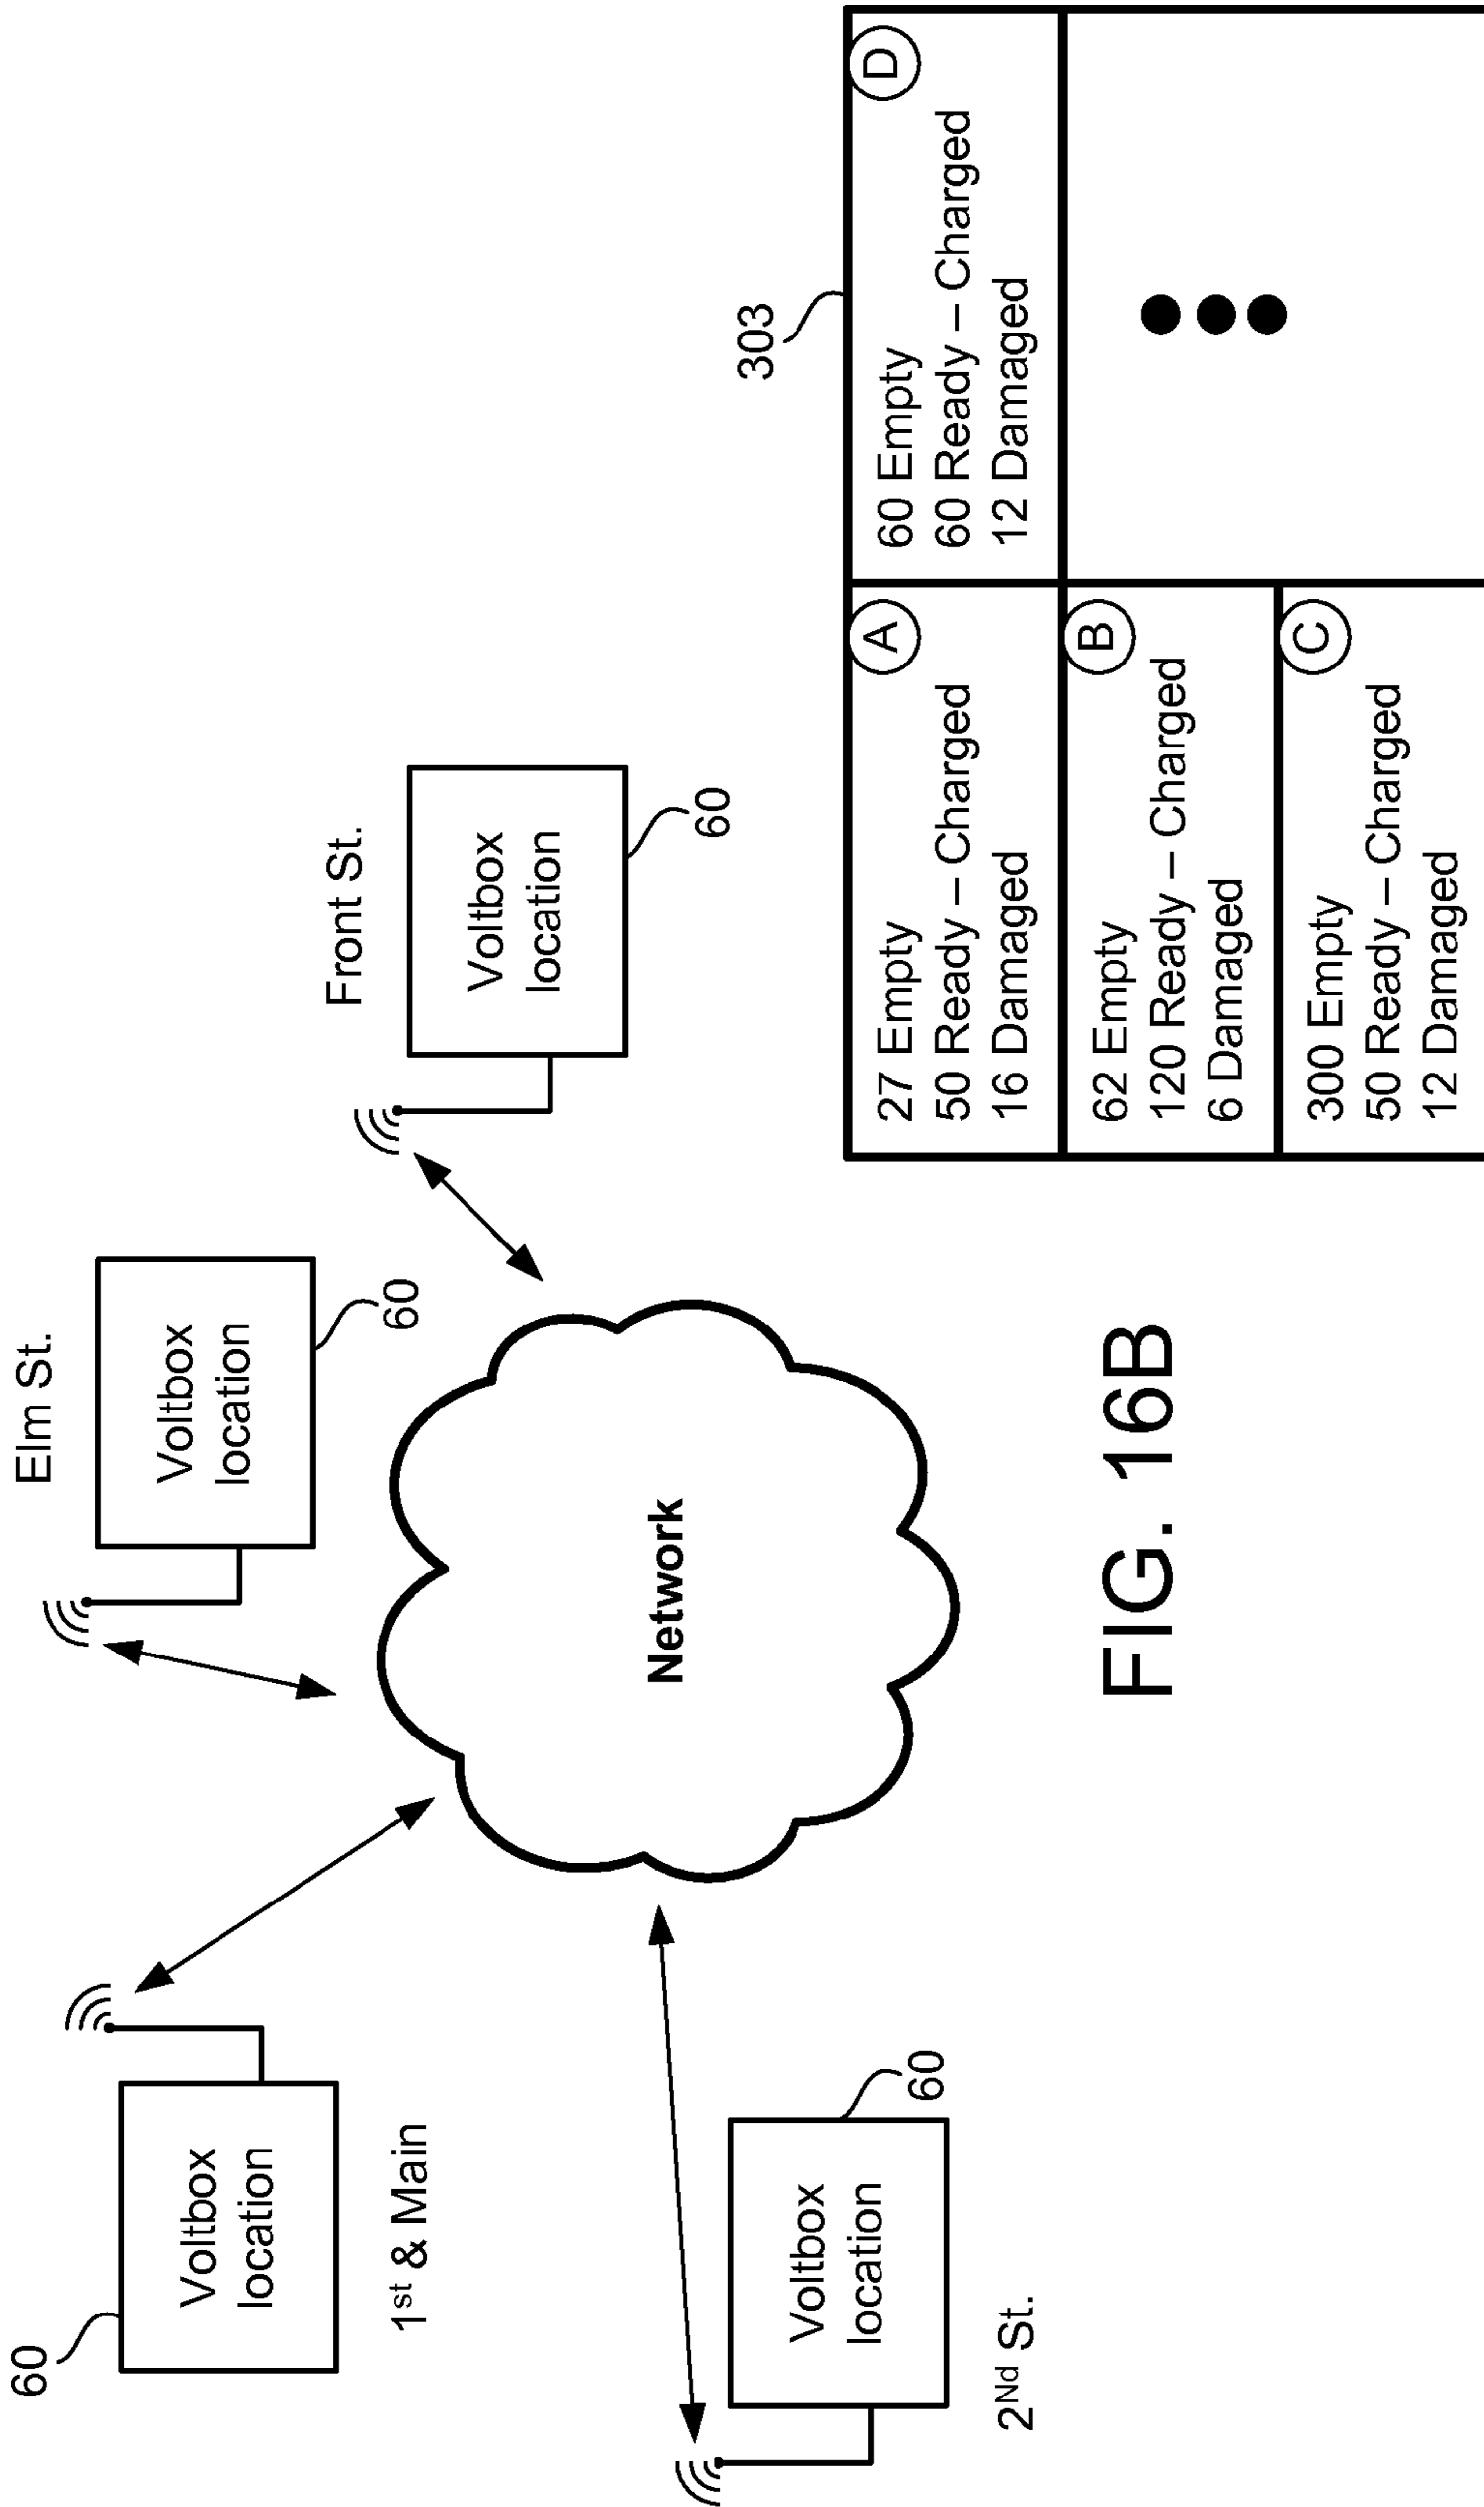 60
Voltbox
location
1st & Main
Elm St.
Voltbox
location
60
Front St.
Voltbox
location
60
Voltbox
location
60
2Nd St.
Network
303
27 Empty
50 Ready – Charged
16 Damaged
A
60 Empty
60 Ready – Charged
12 Damaged
D
62 Empty
120 Ready – Charged
6 Damaged
B
300 Empty
50 Ready – Charged
12 Damaged
C
FIG. 16B